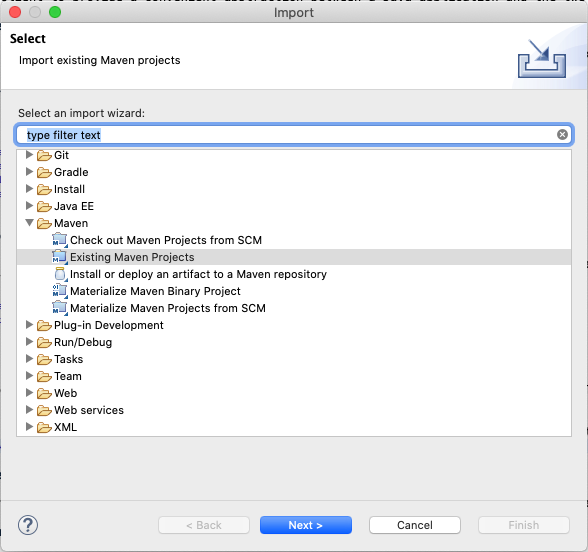 Import
Select
Import existing Maven projects
Select an import wizard:
type filter text
Git
Gradle
Install
Java EE
Maven
Check out Maven Projects from SCM
Existing Maven Projects
Install or deploy an artifact to a Maven repository
Materialize Maven Binary Project
Materialize Maven Projects from SCM
Plug-in Development
Run/Debug
Tasks
Team
Web
Web services
XML
?
< Back
Next >
Cancel
Finish